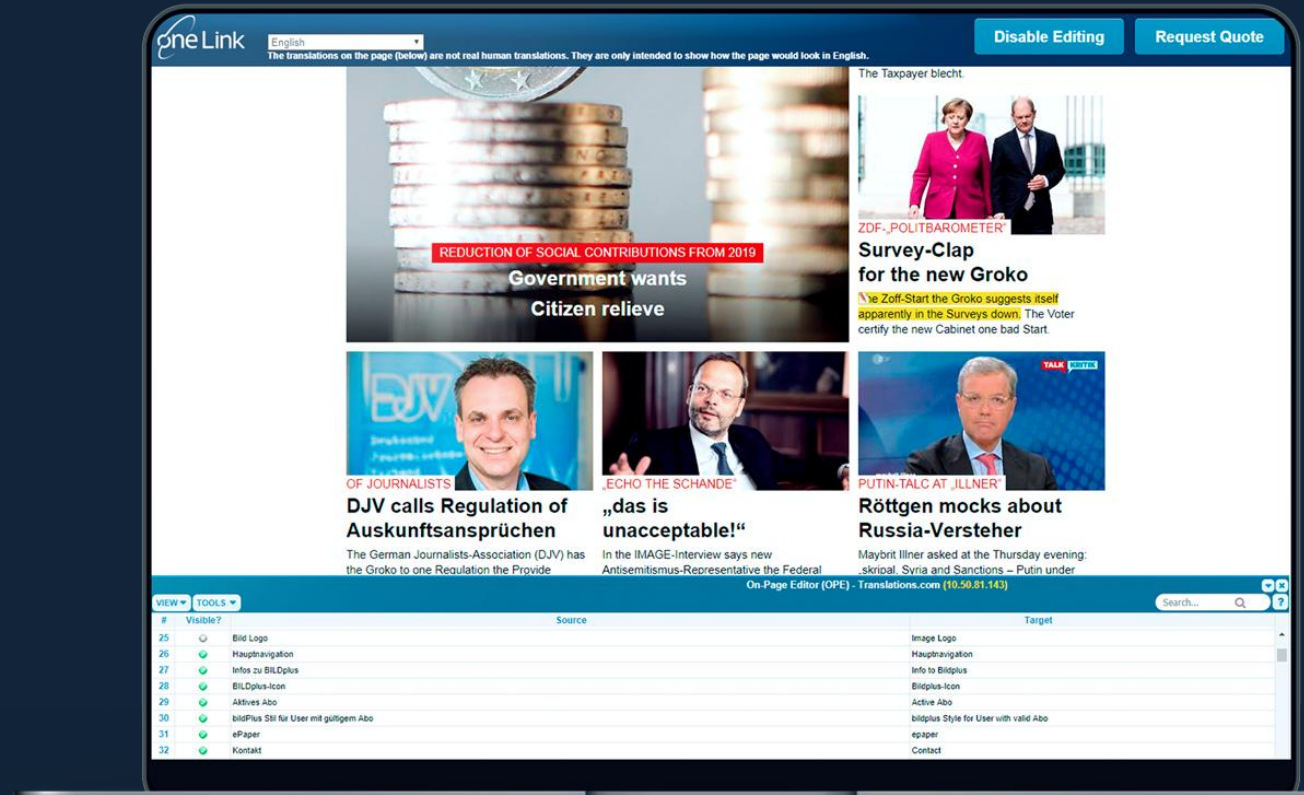 one Link
English
The translations on the page (below) are not real human translations. They are only intended to show how the page would look in English.
Disable Editing
Request Quote
The Taxpayer blecht.
REDUCTION OF SOCIAL CONTRIBUTIONS FROM 2019
Government wants
Citizen relieve
ZDF-„POLITBAROMETER“
Survey-Clap
for the new Groko
he Zoff-Start the Groko suggests itself
apparently in the Surveys down. The Voter
certify the new Cabinet one bad Start.
DJV
OF JOURNALISTS
DJV calls Regulation of
Auskunftsansprüchen
The German Journalists-Association (DJV) has
the Groko to one Regulation the Provide
„ECHO THE SCHANDE“
„das is
unacceptable!“
In the IMAGE-Interview says new
Antisemitismus-Representative the Federal
TALK KRITIK
PUTIN-TALC AT „ILLNER“
Röttgen mocks about
Russia-Versteher
Maybrit Illner asked at the Thursday evening:
„skripal, Syria and Sanctions – Putin under
On-Page Editor (OPE) - Translations.com (10.50.81.143)
VIEW TOOLS Search... ?
# Visible? Source Target
25 Bild Logo Image Logo
26 Hauptnavigation Hauptnavigation
27 Infos zu BILDplus Info to Bildplus
28 BILDplus-Icon Bildplus-Icon
29 Aktives Abo Active Abo
30 bildPlus Stil für User mit gültigem Abo bildplus Style for User with valid Abo
31 ePaper epaper
32 Kontakt Contact